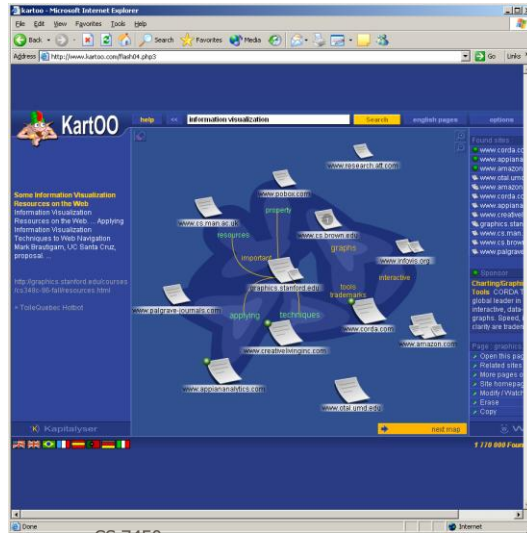 kartoo - Microsoft Internet Explorer
File Edit View Favorites Tools Help
Back Search Favorites Media
Address http://www.kartoo.com/flash04.php3 Go Links
KartOO help << information visualization Search english pages options
Some Information Visualization
Resources on the Web
Information Visualization
Resources on the Web. ... Applying
Information Visualization
Techniques to Web Navigation
Mark Brautigam, UC Santa Cruz,
proposal. ...
http://graphics.stanford.edu/courses
/cs348c-96-fall/resources.html
» ToileQuebec Hotbot
www.research.att.com
www.pobox.com
property
www.cs.man.ac.uk
resources
www.cs.brown.edu
graphs
important
www.infovis.org
interactive
graphics.stanford.edu
tools
trademarks
www.palgrave-journals.com
applying
techniques
www.corda.com
www.creativelivinginc.com
www.amazon.com
www.appiananalytics.com
www.otal.umd.edu
next map
Found sites
www.corda.co
www.appiana
www.amazon
www.otal.umd
www.amazon
www.appiana
www.creative
graphics.stan
www.cs.man.
www.cs.brown
www.palgrav
Sponsor
Charting/Graphi
Tools CORDA T
global leader in
interactive, data-
graphs. Speed,
clarity are tradem
Page : graphics.
Open this pag
Related sites
More pages o
Site homepag
Modify / Watch
Erase
Copy
Kapitalyser
1 770 000 Foun
Done Internet
CS 7450